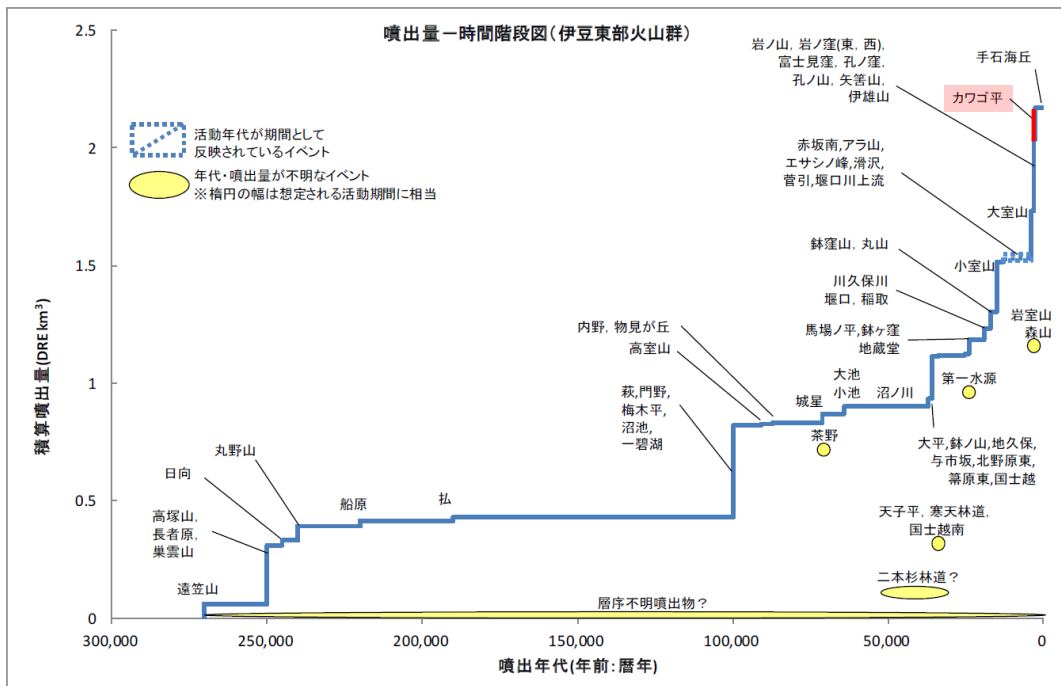 噴出量－時間階段図（伊豆東部火山群）
2.5
2
1.5
1
0.5
0
積算噴出量(DRE km³)
活動年代が期間として
反映されているイベント
年代・噴出量が不明なイベント
※楕円の幅は想定される活動期間に相当
岩ノ山，岩ノ窪(東，西)，
富士見窪，孔ノ窪，
孔ノ山，矢筈山，
伊雄山
手石海丘
カワゴ平
赤坂南,アラ山,
エサシノ峰,滑沢,
菅引,堰口川上流
大室山
鉢窪山，丸山
小室山
川久保川
堰口，稲取
岩室山
森山
馬場ノ平,鉢ヶ窪
地蔵堂
内野，物見が丘
高室山
大池
小池
城星
沼ノ川
第一水源
萩,門野,
梅木平,
沼池,
一碧湖
茶野
大平,鉢ノ山,地久保,
与市坂,北野原東,
箒原東,国士越
丸野山
日向
船原
払
高塚山，
長者原，
巣雲山
天子平，寒天林道，
国士越南
遠笠山
二本杉林道？
層序不明噴出物？
300,000
250,000
200,000
150,000
100,000
50,000
0
噴出年代(年前：暦年)